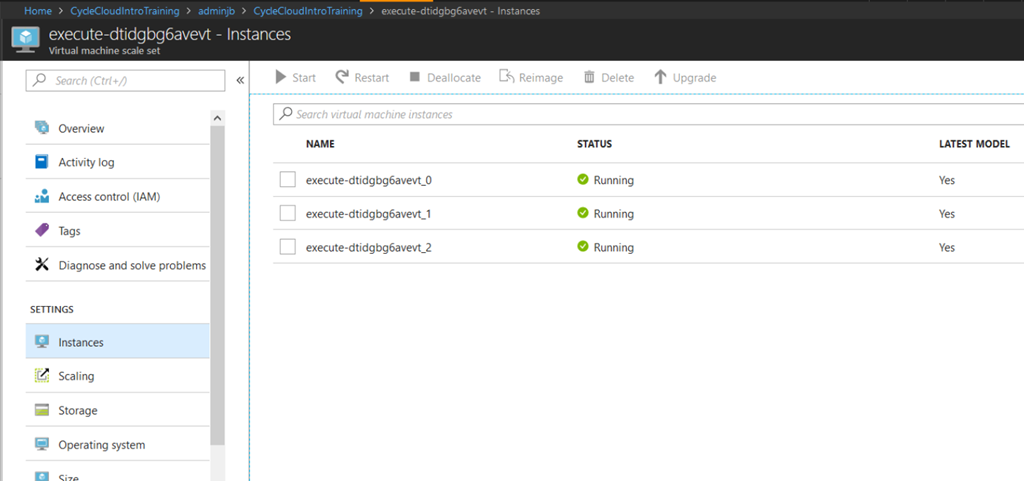 Home > CycleCloudIntroTraining > adminjb > CycleCloudIntroTraining > execute-dtidgbg6avevt - Instances
execute-dtidgbg6avevt - Instances
Virtual machine scale set
Search (Ctrl+/)
Overview
Activity log
Access control (IAM)
Tags
Diagnose and solve problems
SETTINGS
Instances
Scaling
Storage
Operating system
Size
Start Restart Deallocate Reimage Delete Upgrade
Search virtual machine instances
NAME STATUS LATEST MODEL
execute-dtidgbg6avevt_0 Running Yes
execute-dtidgbg6avevt_1 Running Yes
execute-dtidgbg6avevt_2 Running Yes